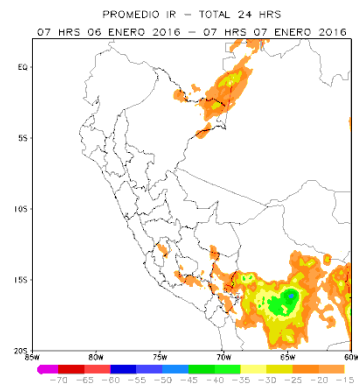 PROMEDIO IR - TOTAL 24 HRS
07 HRS 06 ENERO 2016 - 07 HRS 07 ENERO 2016
EQ
5S
10S
15S
20S
85W 80W 75W 70W 65W 60W
-70 -65 -60 -55 -50 -45 -40 -35 -30 -25 -20 -15